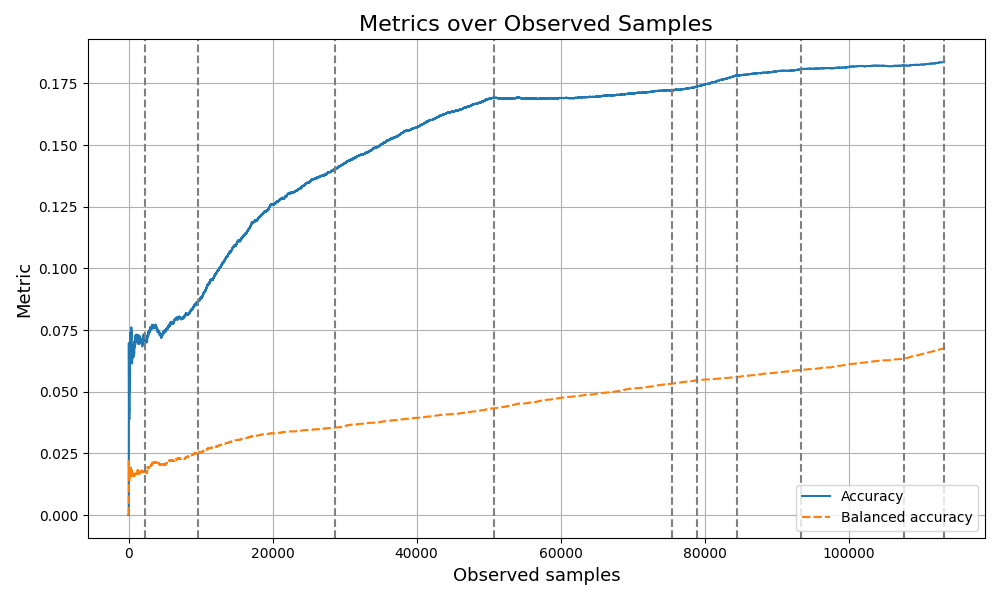 Metrics over Observed Samples
Metric
0.175
0.150
0.125
0.100
0.075
0.050
0.025
0.000
0
20000
40000
60000
80000
100000
Observed samples
Accuracy
Balanced accuracy